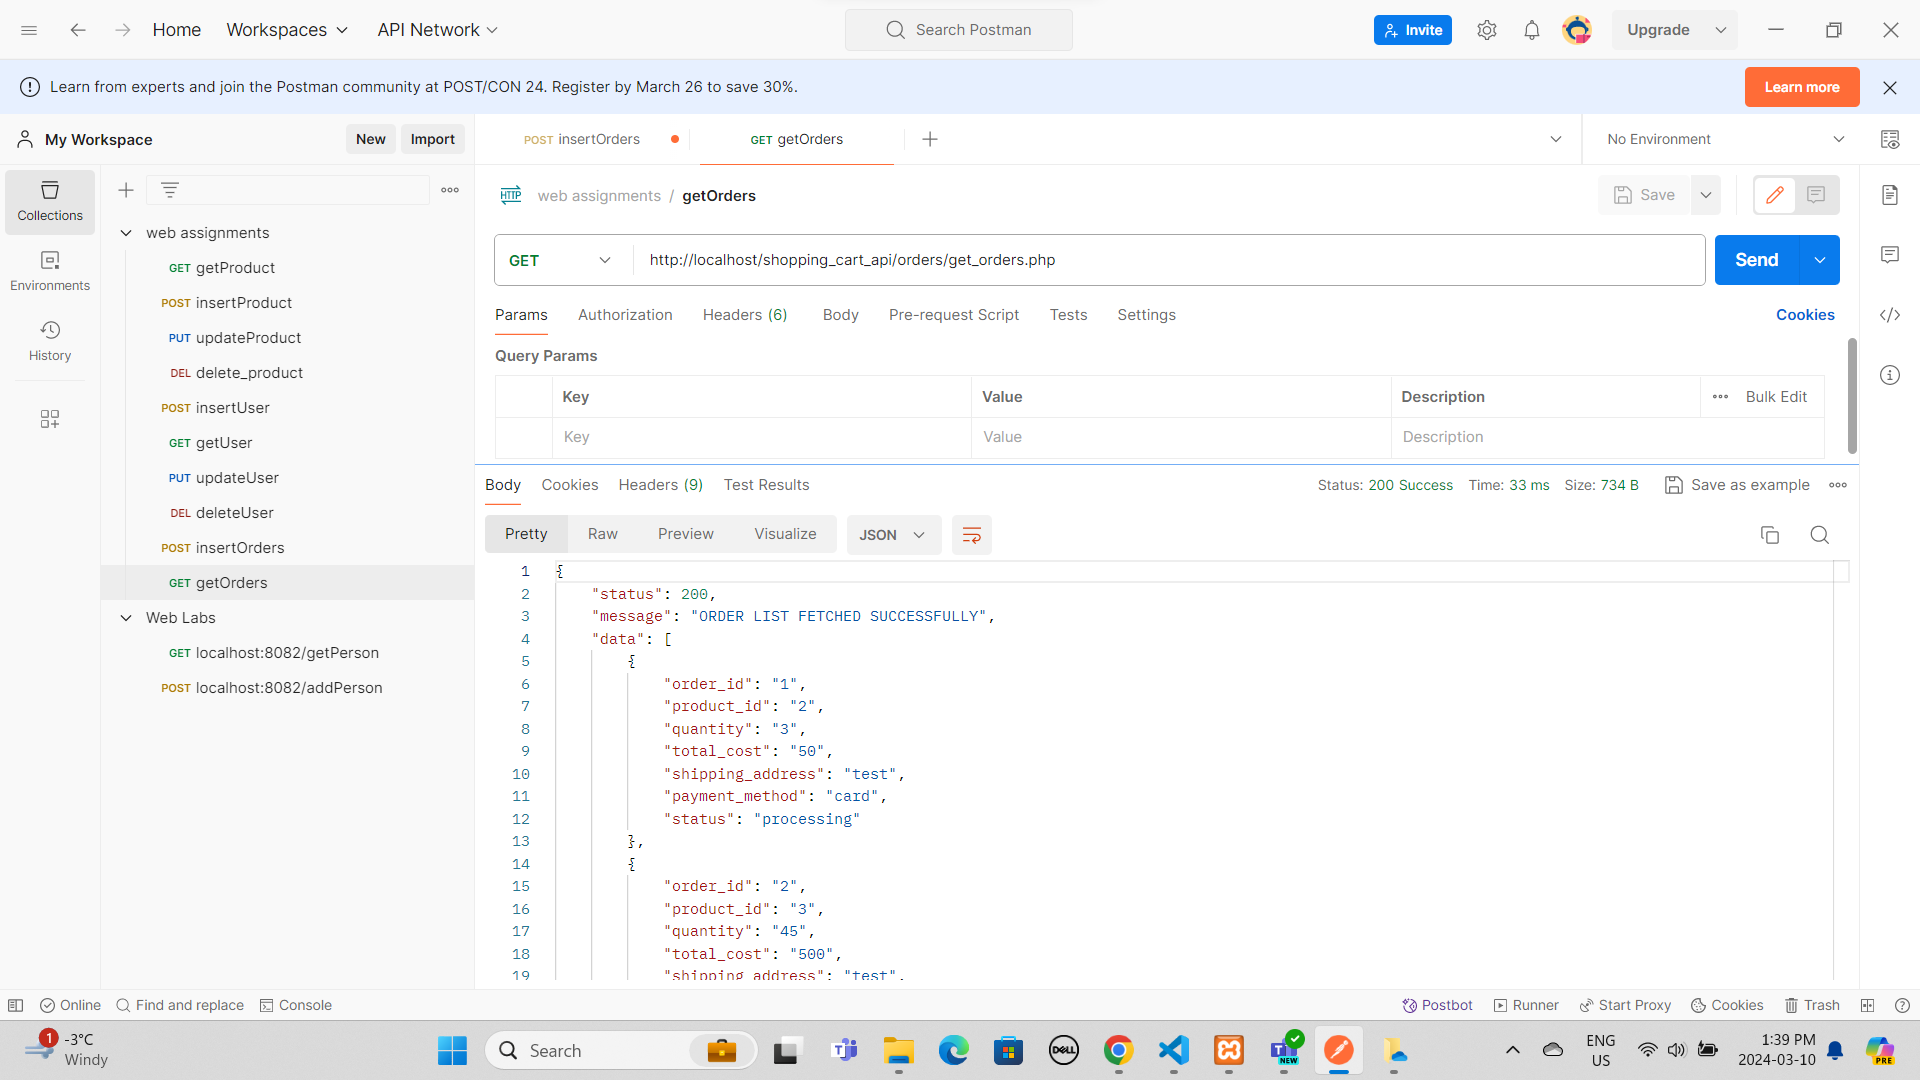 Home Workspaces API Network Search Postman Invite Upgrade
Learn from experts and join the Postman community at POST/CON 24. Register by March 26 to save 30%. Learn more
My Workspace New Import POST insertOrders GET getOrders No Environment
Collections
Environments
History
web assignments
GET getProduct
POST insertProduct
PUT updateProduct
DEL delete_product
POST insertUser
GET getUser
PUT updateUser
DEL deleteUser
POST insertOrders
GET getOrders
Web Labs
GET localhost:8082/getPerson
POST localhost:8082/addPerson
HTTP web assignments / getOrders Save
GET http://localhost/shopping_cart_api/orders/get_orders.php Send
Params Authorization Headers (6) Body Pre-request Script Tests Settings Cookies
Query Params
Key Value Description Bulk Edit
Key Value Description
Body Cookies Headers (9) Test Results Status: 200 Success Time: 33 ms Size: 734 B Save as example
Pretty Raw Preview Visualize JSON
1 {
2 "status": 200,
3 "message": "ORDER LIST FETCHED SUCCESSFULLY",
4 "data": [
5 {
6 "order_id": "1",
7 "product_id": "2",
8 "quantity": "3",
9 "total_cost": "50",
10 "shipping_address": "test",
11 "payment_method": "card",
12 "status": "processing"
13 },
14 {
15 "order_id": "2",
16 "product_id": "3",
17 "quantity": "45",
18 "total_cost": "500",
19 "shipping_address": "test",
Online Find and replace Console Postbot Runner Start Proxy Cookies Trash
1 -3°C
Windy
Search
DELL
NEW
ENG
US
1:39 PM
2024-03-10
PRE